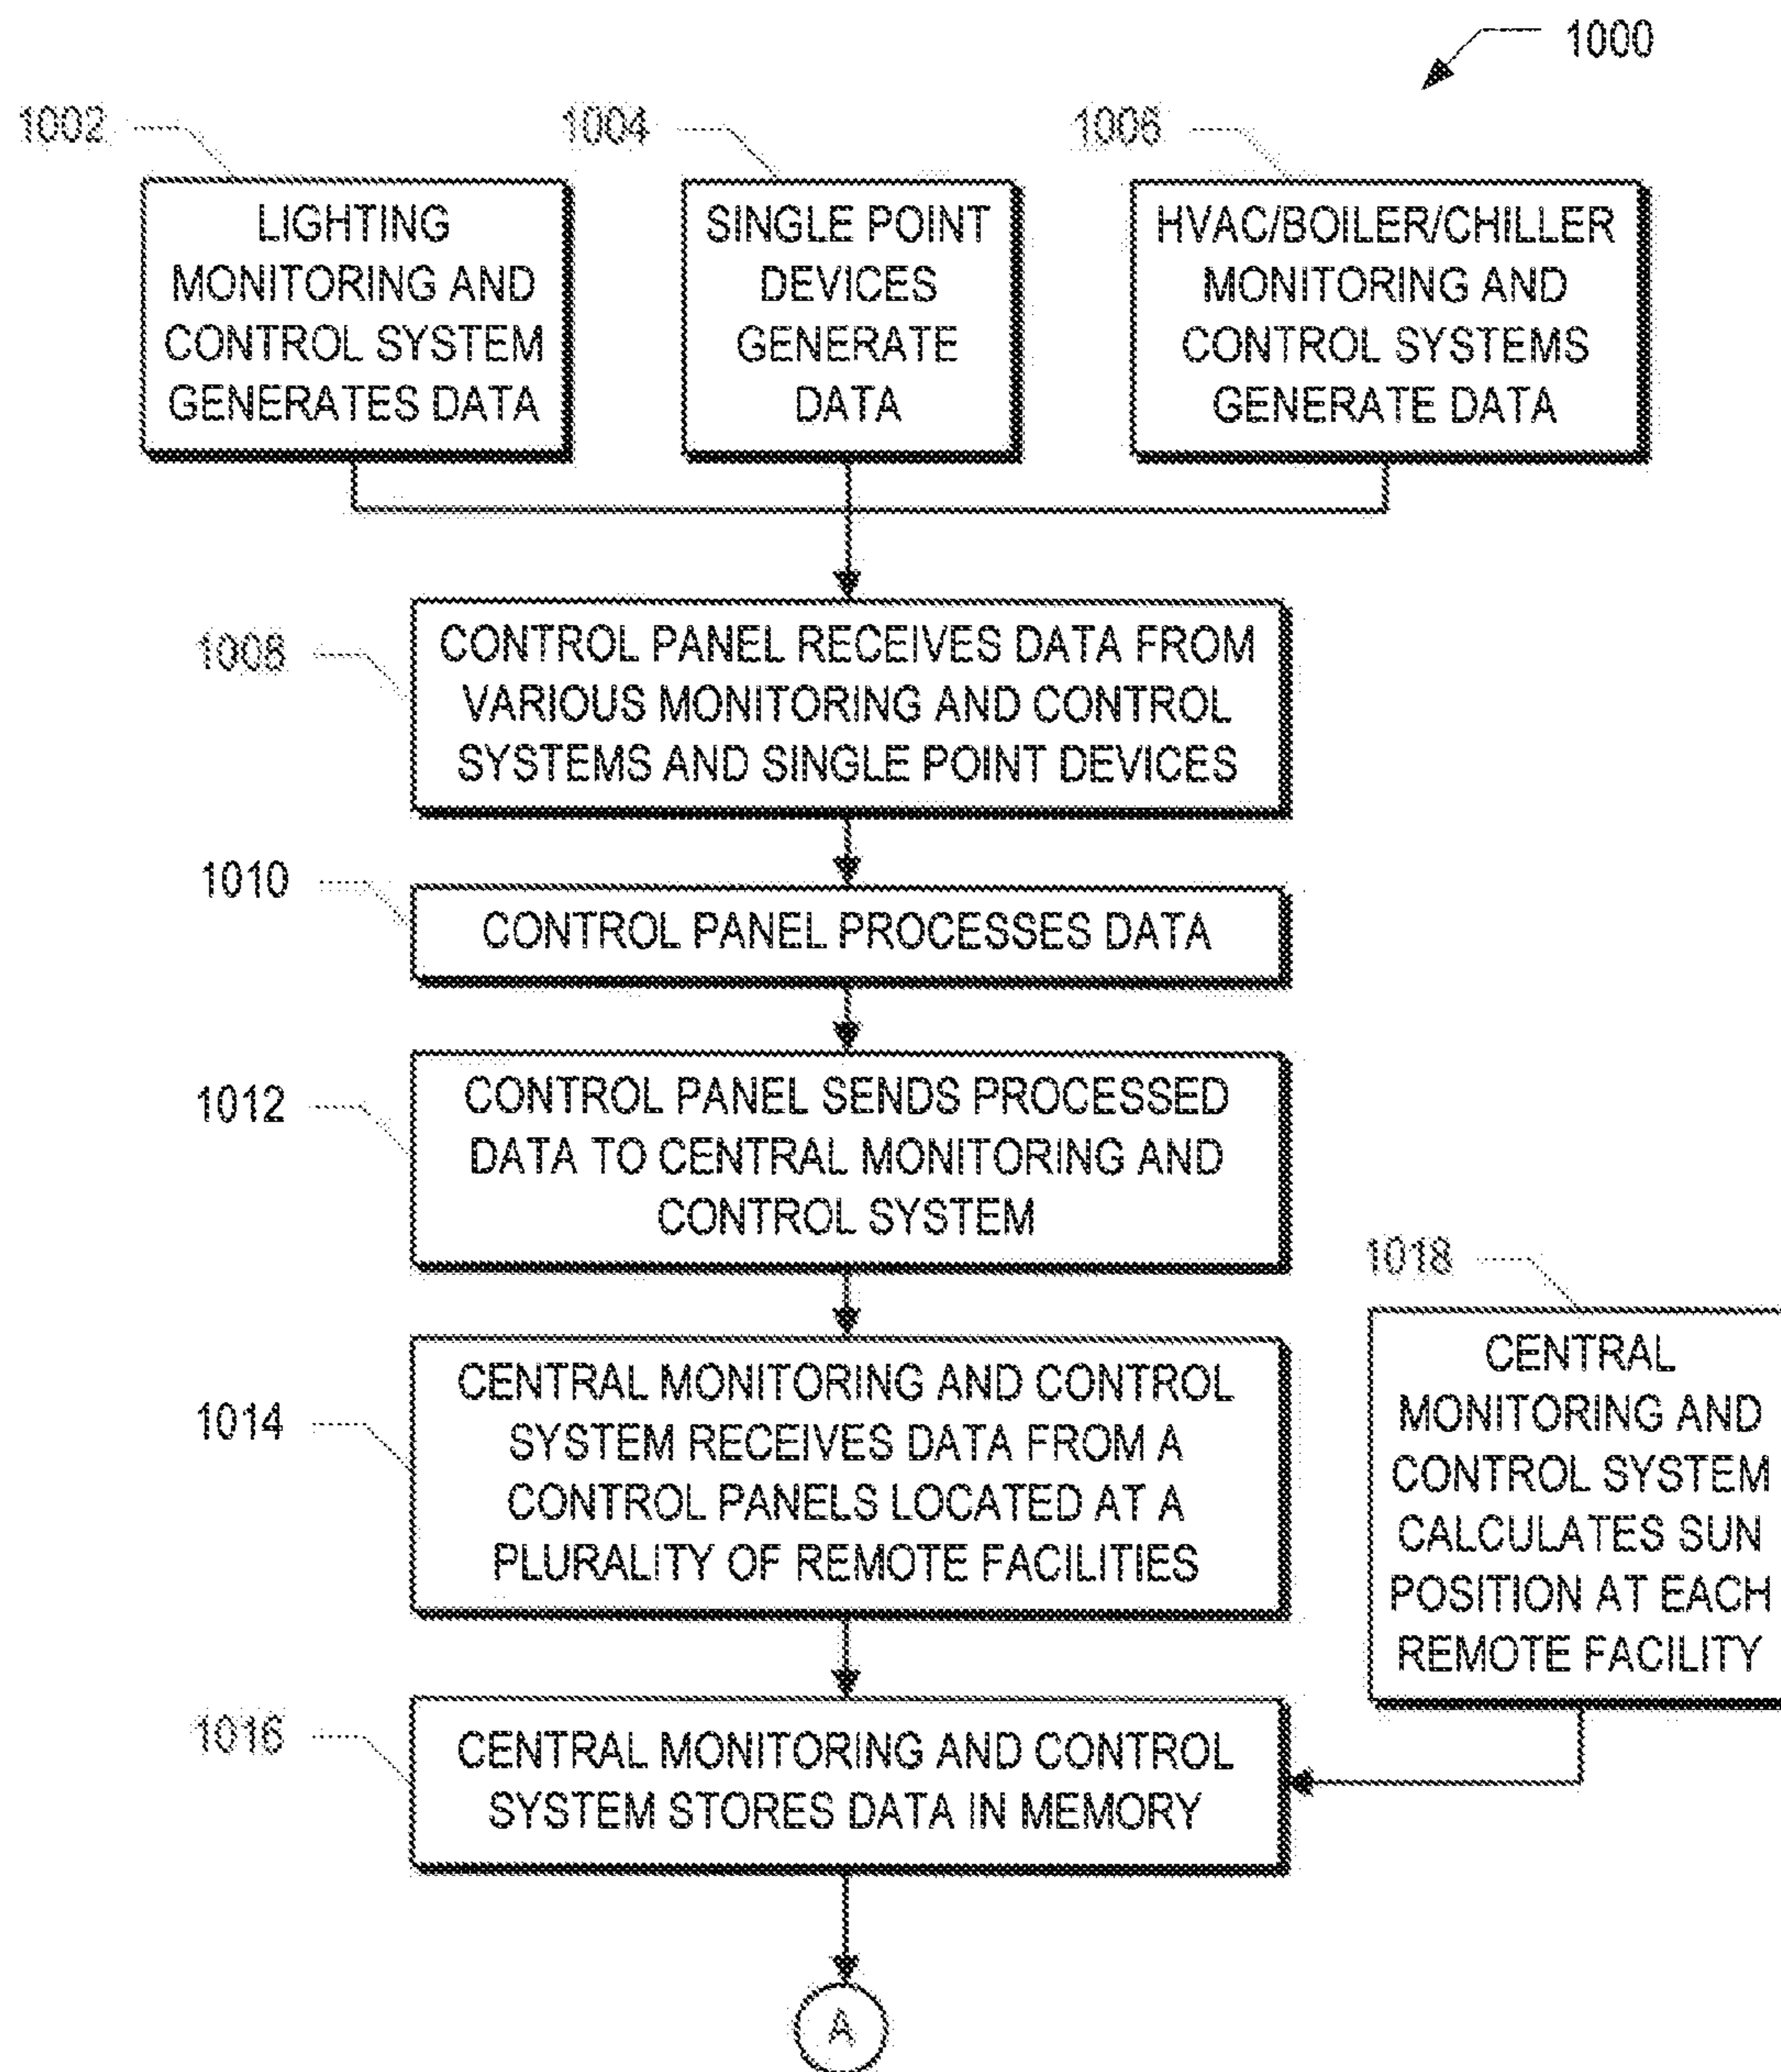 1000
1002
LIGHTING
MONITORING AND
CONTROL SYSTEM
GENERATES DATA
1004
SINGLE POINT
DEVICES
GENERATE
DATA
1006
HVAC/BOILER/CHILLER
MONITORING AND
CONTROL SYSTEMS
GENERATE DATA
1008
CONTROL PANEL RECEIVES DATA FROM
VARIOUS MONITORING AND CONTROL
SYSTEMS AND SINGLE POINT DEVICES
1010
CONTROL PANEL PROCESSES DATA
1012
CONTROL PANEL SENDS PROCESSED
DATA TO CENTRAL MONITORING AND
CONTROL SYSTEM
1014
CENTRAL MONITORING AND CONTROL
SYSTEM RECEIVES DATA FROM A
CONTROL PANELS LOCATED AT A
PLURALITY OF REMOTE FACILITIES
1018
CENTRAL
MONITORING AND
CONTROL SYSTEM
CALCULATES SUN
POSITION AT EACH
REMOTE FACILITY
1016
CENTRAL MONITORING AND CONTROL
SYSTEM STORES DATA IN MEMORY
A